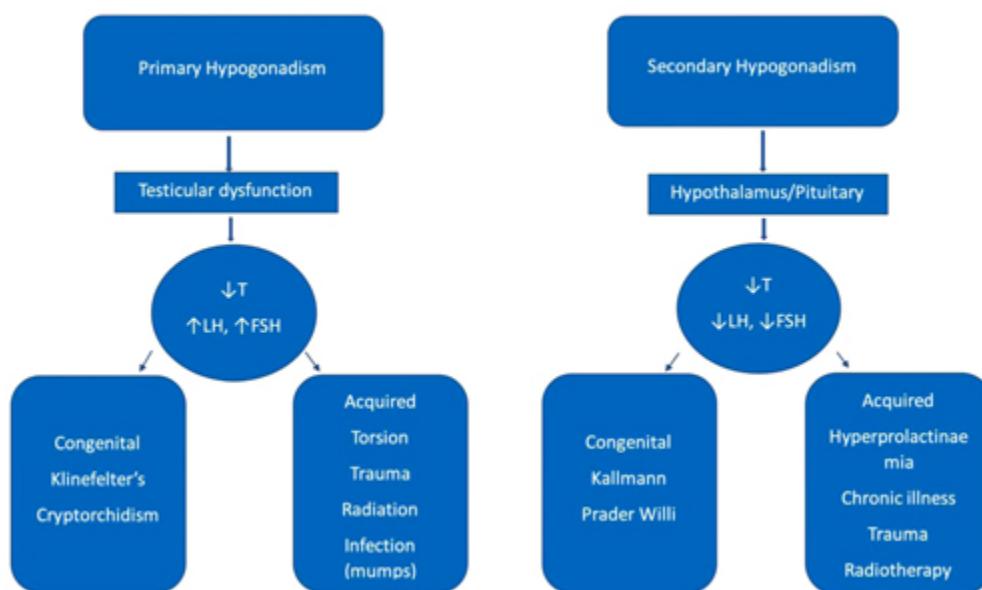 Primary Hypogonadism
Testicular dysfunction
↓T
↑LH, ↑FSH
Congenital
Klinefelter’s
Cryptorchidism
Acquired
Torsion
Trauma
Radiation
Infection
(mumps)
Secondary Hypogonadism
Hypothalamus/Pituitary
↓T
↓LH, ↓FSH
Congenital
Kallmann
Prader Willi
Acquired
Hyperprolactinae
mia
Chronic illness
Trauma
Radiotherapy